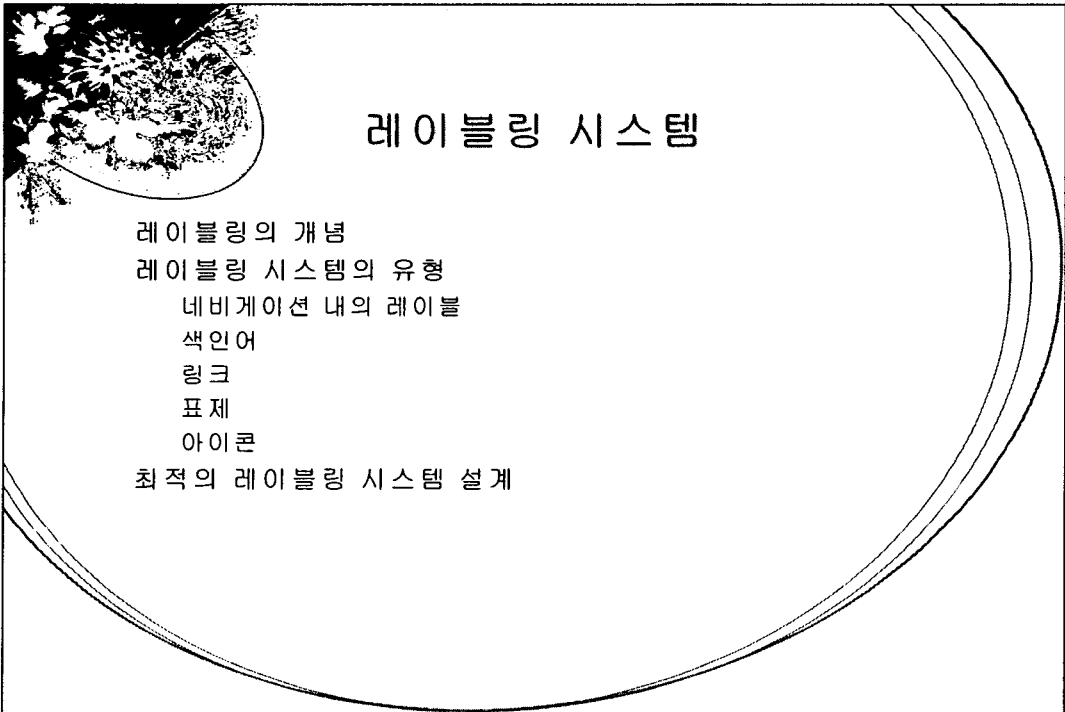 레이블링 시스템
레이블링의 개념
레이블링 시스템의 유형
네비게이션 내의 레이블
색인어
링크
표제
아이콘
최적의 레이블링 시스템 설계